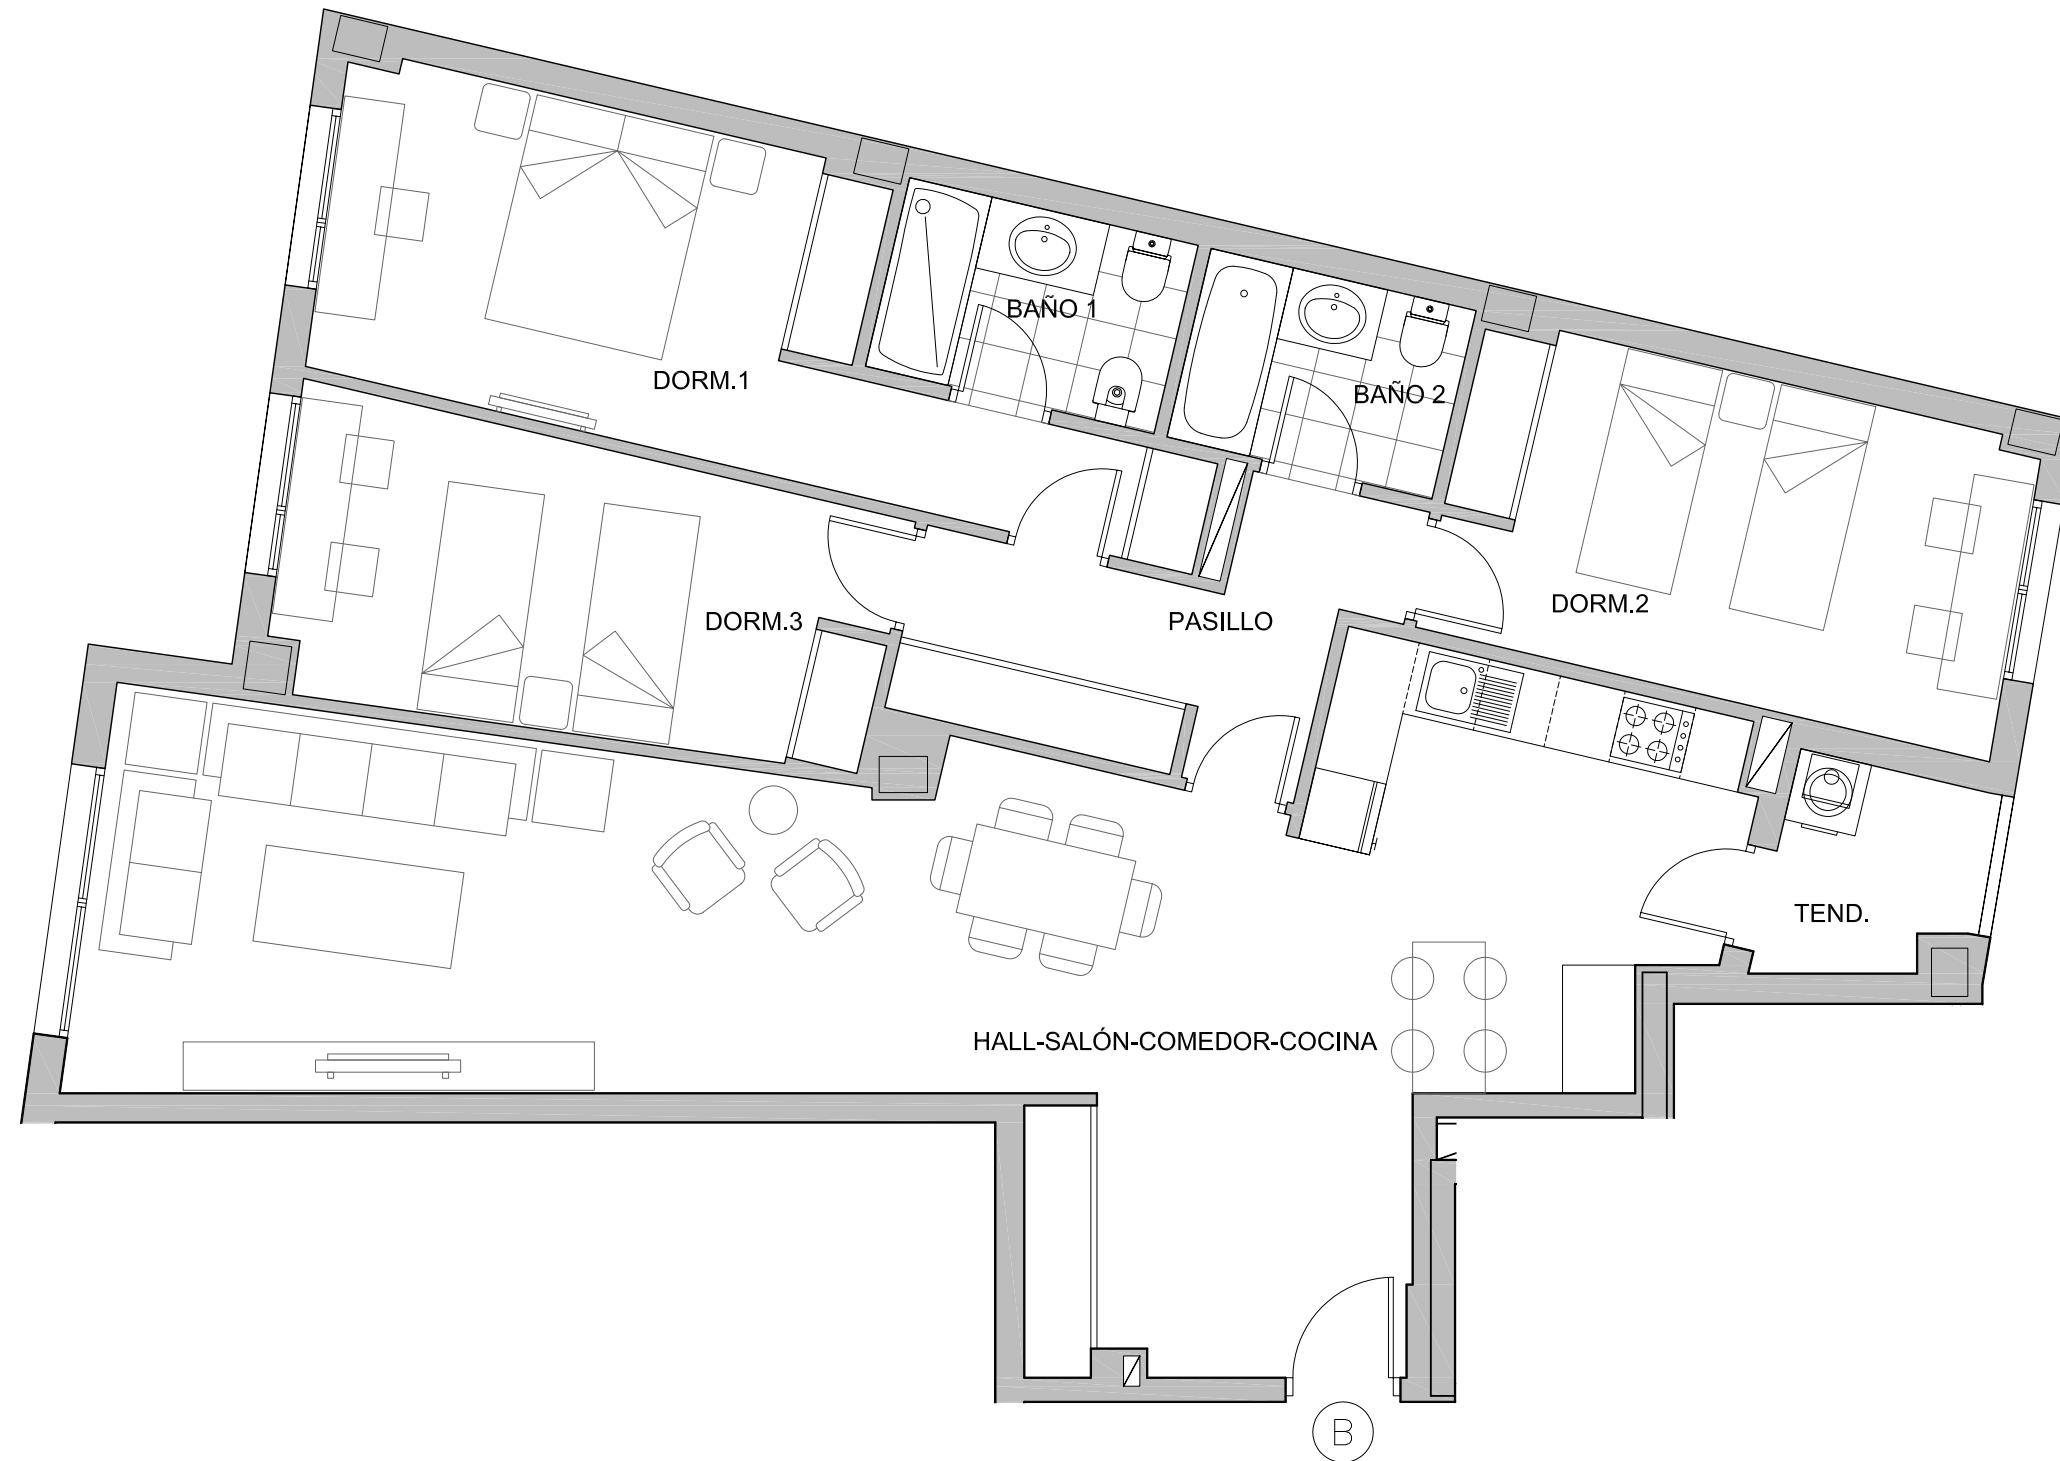 BAÑO 1
DORM.1
BAÑO 2
DORM.2
DORM.3
PASILLO
TEND.
HALL-SALÓN-COMEDOR-COCINA
B